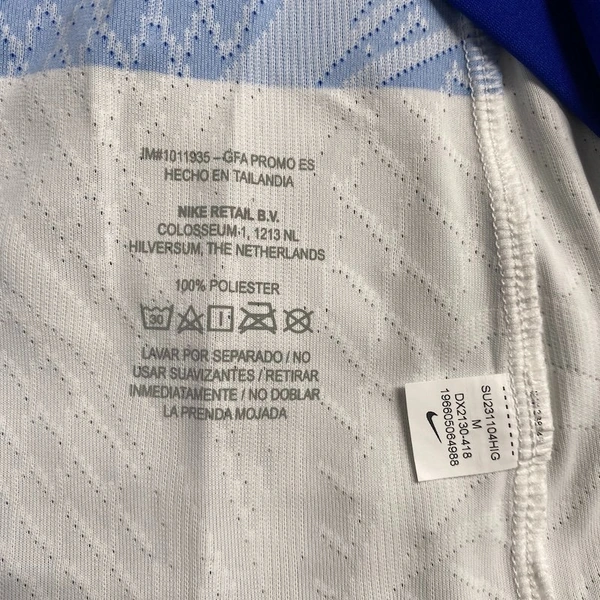 JM#1011935 – GFA PROMO ES
HECHO EN TAILANDIA
NIKE RETAIL B.V.
COLOSSEUM 1, 1213 NL
HILVERSUM, THE NETHERLANDS
100% POLIESTER
30
LAVAR POR SEPARADO / NO
USAR SUAVIZANTES / RETIRAR
INMEDIATAMENTE / NO DOBLAR
LA PRENDA MOJADA
SU231104HIG
M
DX2130-418
196605064988